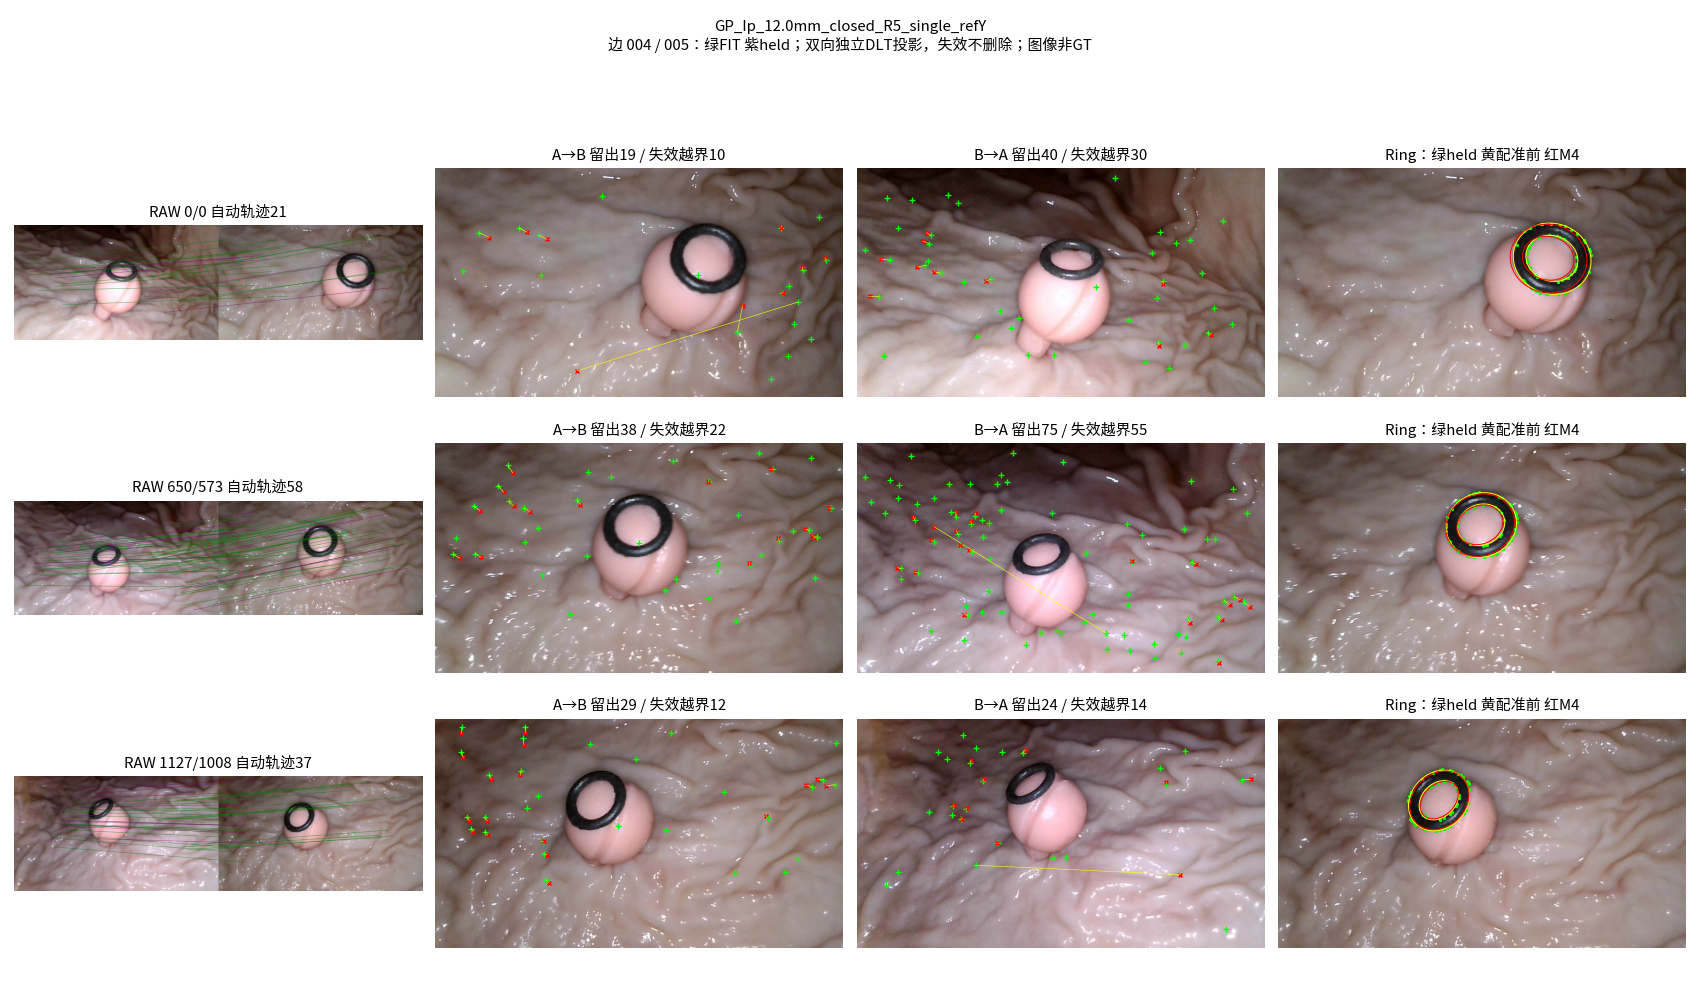 GP_Ip_12.0mm_closed_R5_single_refY
边 004 / 005：绿FIT 紫held；双向独立DLT投影，失效不删除；图像非GT
RAW 0/0 自动轨迹21
A→B 留出19 / 失效越界10
B→A 留出40 / 失效越界30
Ring：绿held 黄配准前 红M4
RAW 650/573 自动轨迹58
A→B 留出38 / 失效越界22
B→A 留出75 / 失效越界55
Ring：绿held 黄配准前 红M4
RAW 1127/1008 自动轨迹37
A→B 留出29 / 失效越界12
B→A 留出24 / 失效越界14
Ring：绿held 黄配准前 红M4